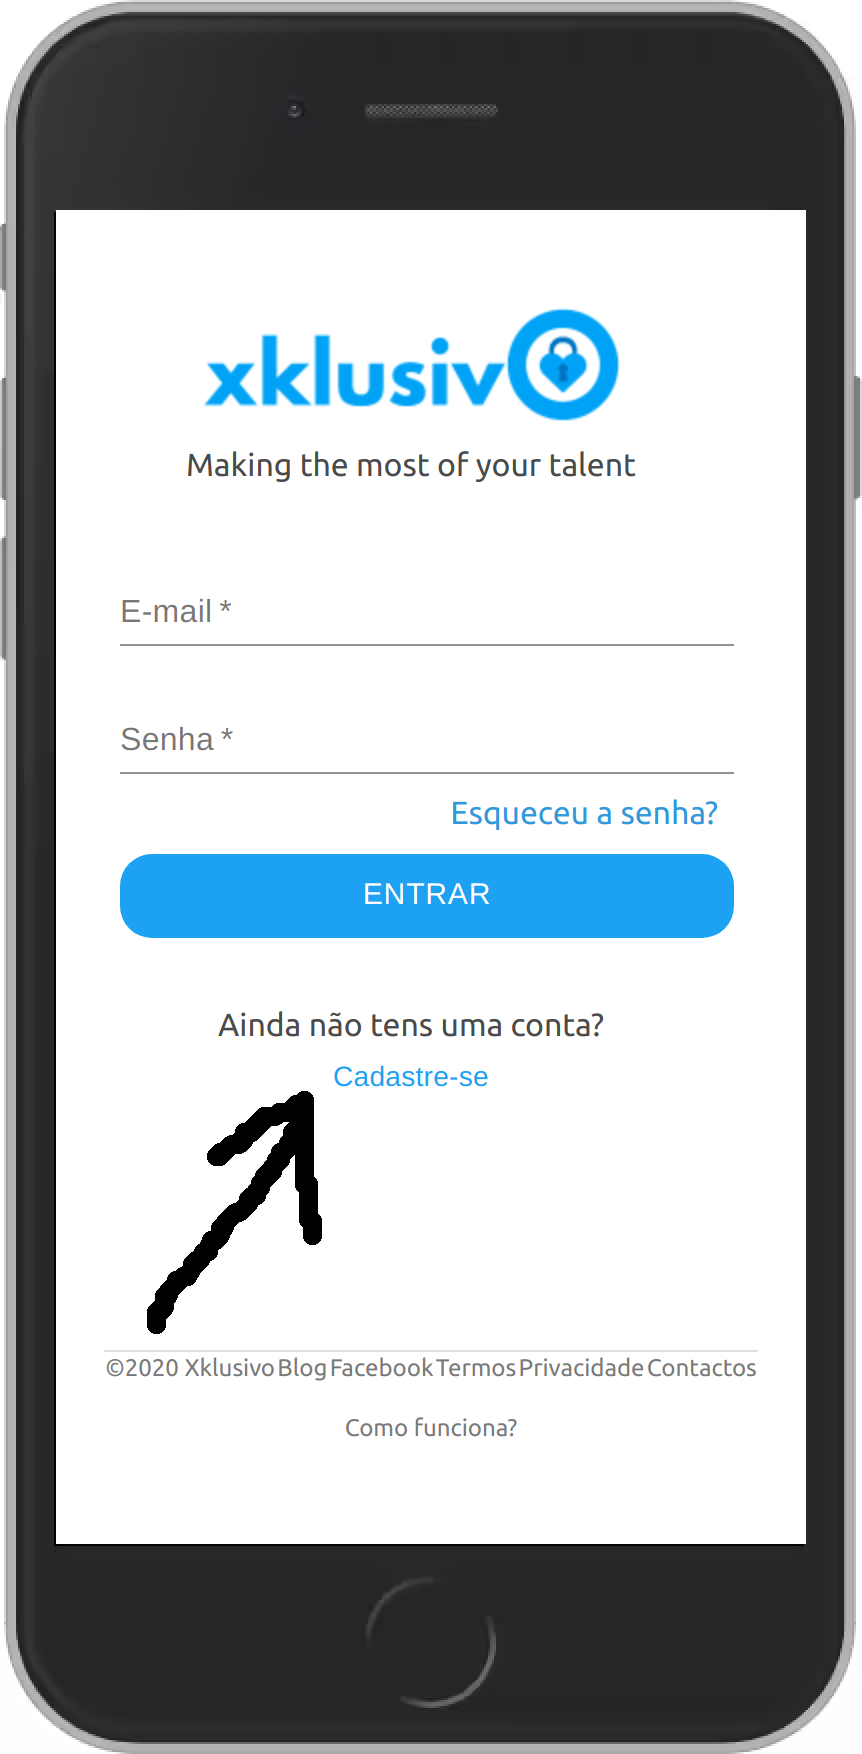 xklusivo
Making the most of your talent
E-mail *
Senha *
Esqueceu a senha?
ENTRAR
Ainda não tens uma conta?
Cadastre-se
©2020 Xklusivo Blog Facebook Termos Privacidade Contactos
Como funciona?